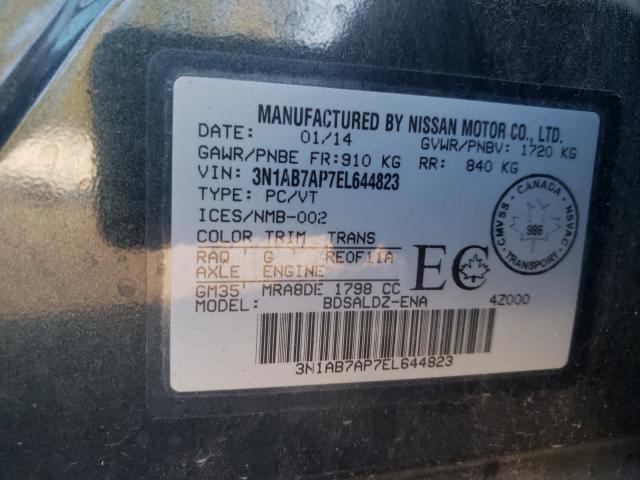 MANUFACTURED BY NISSAN MOTOR CO., LTD.
DATE: 01/14 GVWR/PNBV: 1720 KG
GAWR/PNBE FR:910 KG RR: 840 KG
VIN: 3N1AB7AP7EL644823
TYPE: PC/VT
ICES/NMB-002
COLOR TRIM TRANS
RAQ G RE0F11A
AXLE ENGINE
GM35 MRA8DE 1798 CC
MODEL: BDSALDZ-ENA 4Z000
EC
CANADA
CMVSS NSVAC
986
TRANSPORT
3N1AB7AP7EL644823